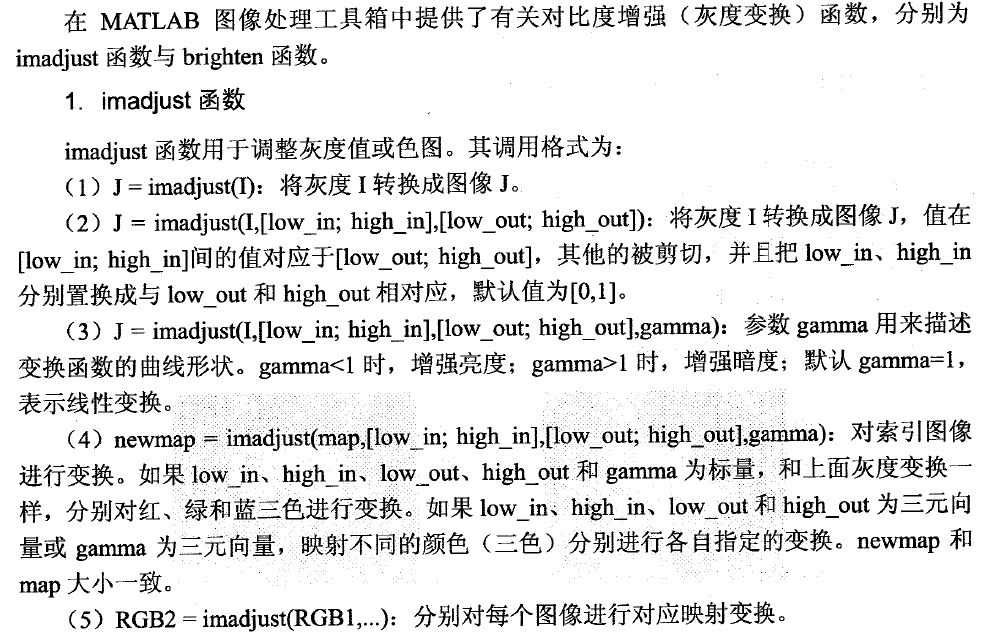 在 MATLAB 图像处理工具箱中提供了有关对比度增强（灰度变换）函数，分别为
imadjust 函数与 brighten 函数。
1. imadjust 函数
imadjust 函数用于调整灰度值或色图。其调用格式为：
（1）J = imadjust(I)：将灰度 I 转换成图像 J。
（2）J = imadjust(I,[low_in; high_in],[low_out; high_out])：将灰度 I 转换成图像 J，值在
[low_in; high_in]间的值对应于[low_out; high_out]，其他的被剪切，并且把 low_in、high_in
分别置换成与 low_out 和 high_out 相对应，默认值为[0,1]。
（3）J = imadjust(I,[low_in; high_in],[low_out; high_out],gamma)：参数 gamma 用来描述
变换函数的曲线形状。gamma<1 时，增强亮度；gamma>1 时，增强暗度；默认 gamma=1，
表示线性变换。
（4）newmap = imadjust(map,[low_in; high_in],[low_out; high_out],gamma)：对索引图像
进行变换。如果 low_in、high_in、low_out、high_out 和 gamma 为标量，和上面灰度变换一
样，分别对红、绿和蓝三色进行变换。如果 low_in、high_in、low_out 和 high_out 为三元向
量或 gamma 为三元向量，映射不同的颜色（三色）分别进行各自指定的变换。newmap 和
map 大小一致。
（5）RGB2 = imadjust(RGB1,...)：分别对每个图像进行对应映射变换。